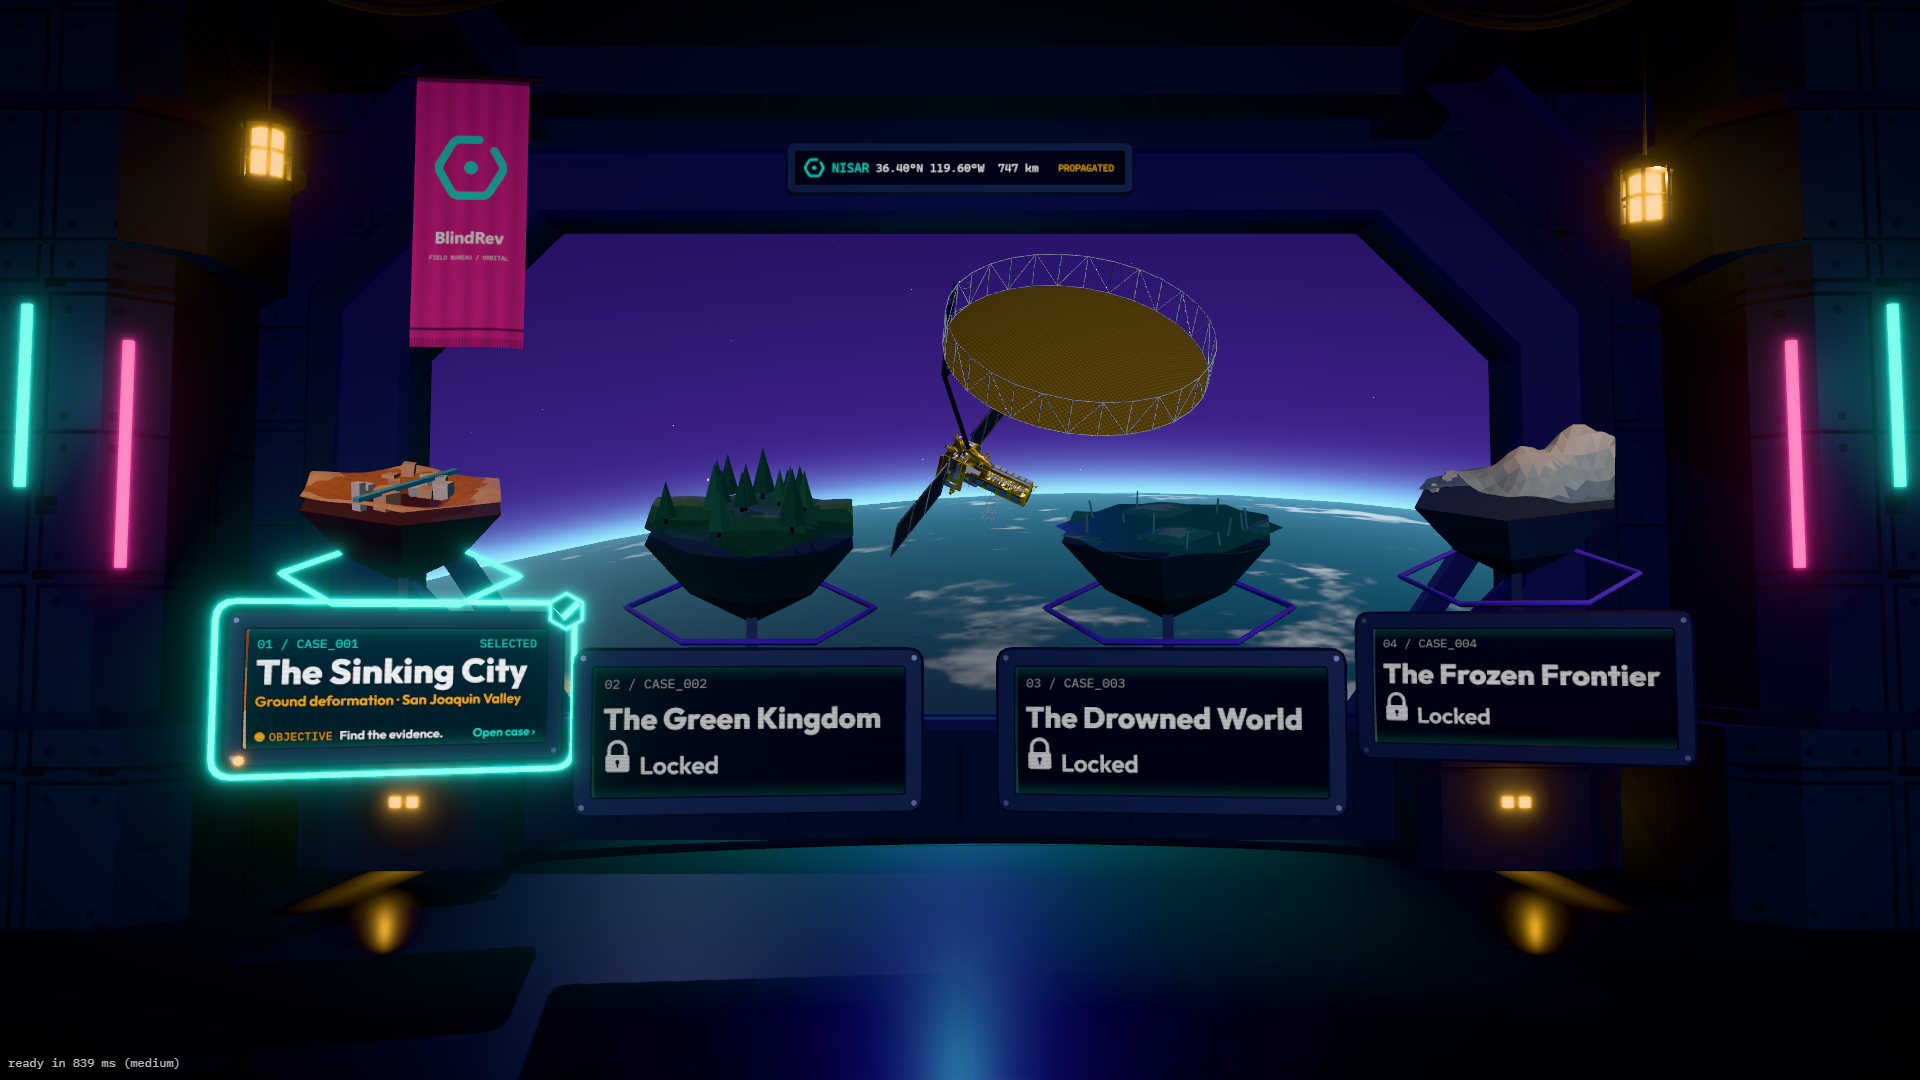 BlindRev
FIELD BUREAU / ORBITAL
NISAR 36.40°N 119.60°W 747 km PROPAGATED
01 / CASE_001 SELECTED
The Sinking City
Ground deformation · San Joaquin Valley
OBJECTIVE Find the evidence. Open case ›
02 / CASE_002
The Green Kingdom
Locked
03 / CASE_003
The Drowned World
Locked
04 / CASE_004
The Frozen Frontier
Locked
ready in 839 ms (medium)